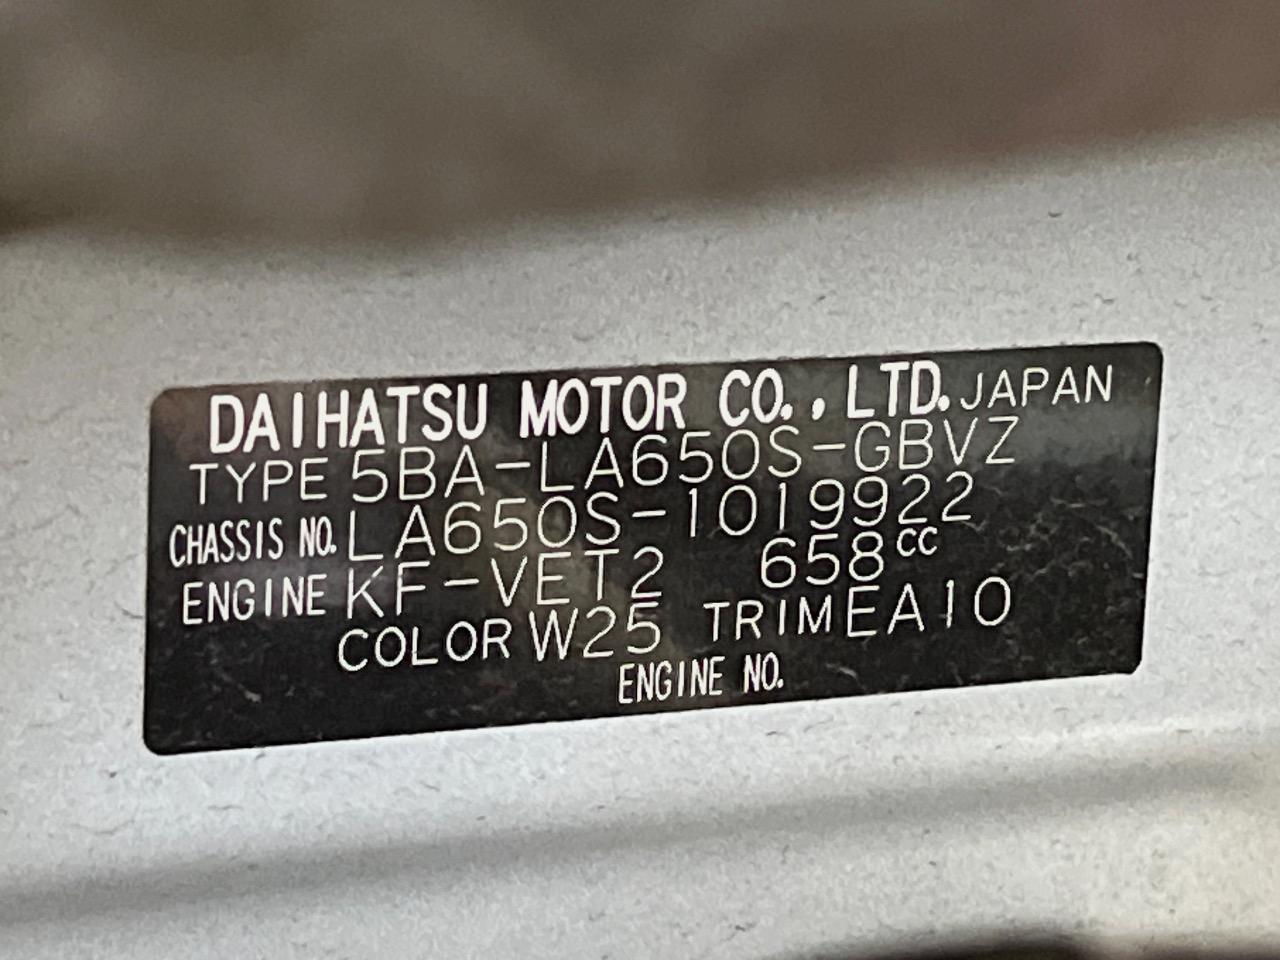 DAIHATSU MOTOR CO., LTD. JAPAN
TYPE 5BA-LA650S-GBVZ
CHASSIS NO. LA650S-1019922
ENGINE KF-VET2 658cc
COLOR W25 TRIM EA10
ENGINE NO.